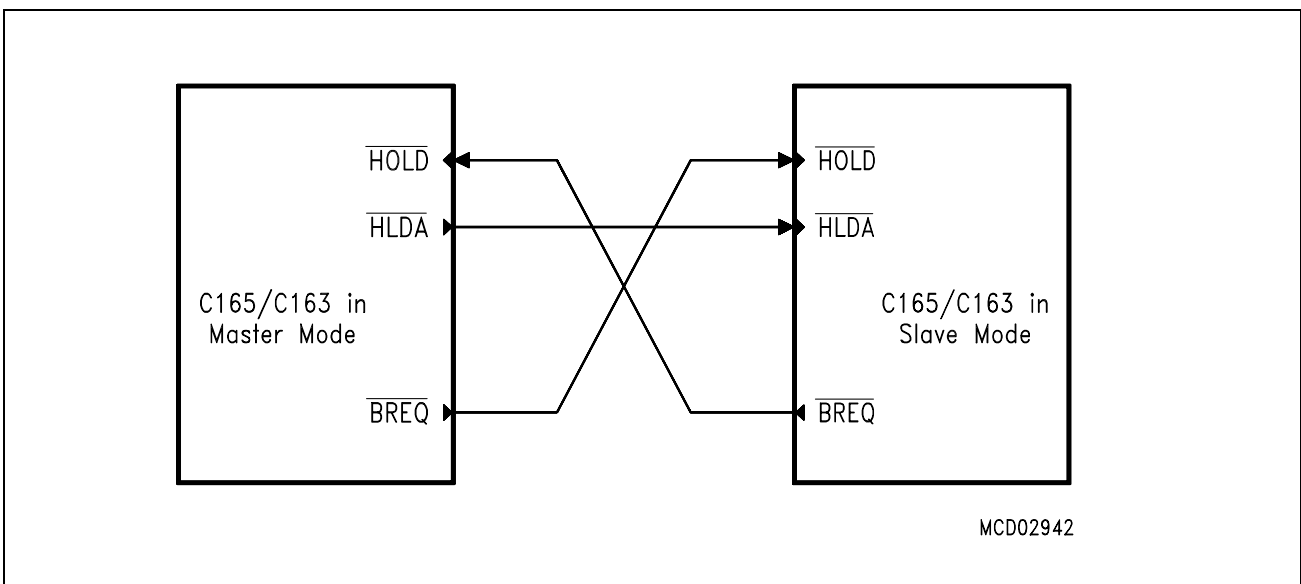 HOLD
HLDA
C165/C163 in
Master Mode
BREQ
HOLD
HLDA
C165/C163 in
Slave Mode
BREQ
MCD02942